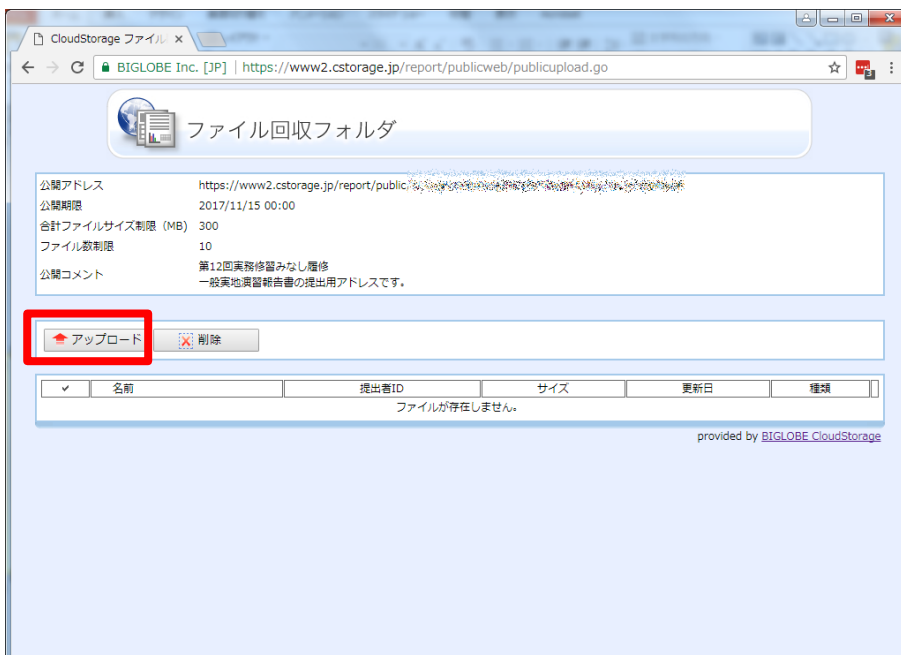 CloudStorage ファイル
BIGLOBE Inc. [JP] | https://www2.cstorage.jp/report/publicweb/publicupload.go
3
ファイル回収フォルダ
公開アドレス https://www2.cstorage.jp/report/public/
公開期限 2017/11/15 00:00
合計ファイルサイズ制限（MB） 300
ファイル数制限 10
公開コメント 第12回実務修習みなし履修
一般実地演習報告書の提出用アドレスです。
アップロード 削除
名前 提出者ID サイズ 更新日 種類
ファイルが存在しません。
provided by BIGLOBE CloudStorage